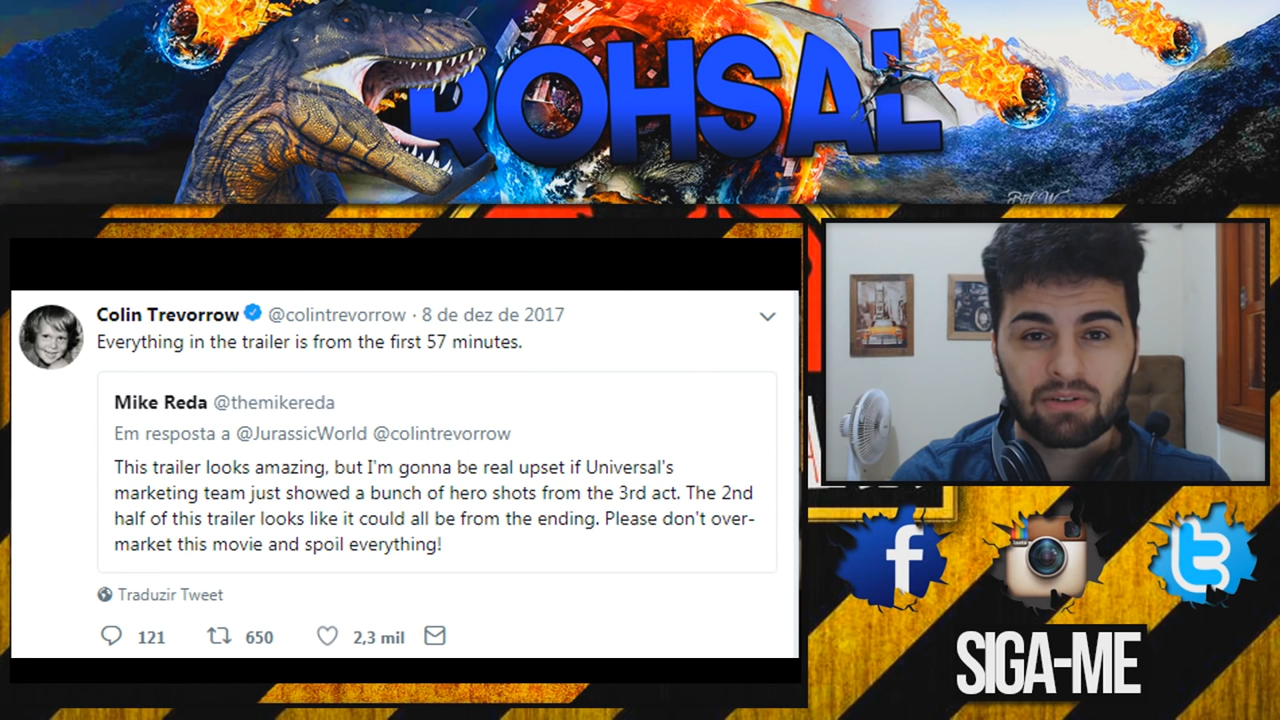 ROHSAL
Colin Trevorrow @colintrevorrow · 8 de dez de 2017
Everything in the trailer is from the first 57 minutes.
Mike Reda @themikereda
Em resposta a @JurassicWorld @colintrevorrow
This trailer looks amazing, but I'm gonna be real upset if Universal's
marketing team just showed a bunch of hero shots from the 3rd act. The 2nd
half of this trailer looks like it could all be from the ending. Please don't over-
market this movie and spoil everything!
Traduzir Tweet
121 650 2,3 mil
SIGA-ME